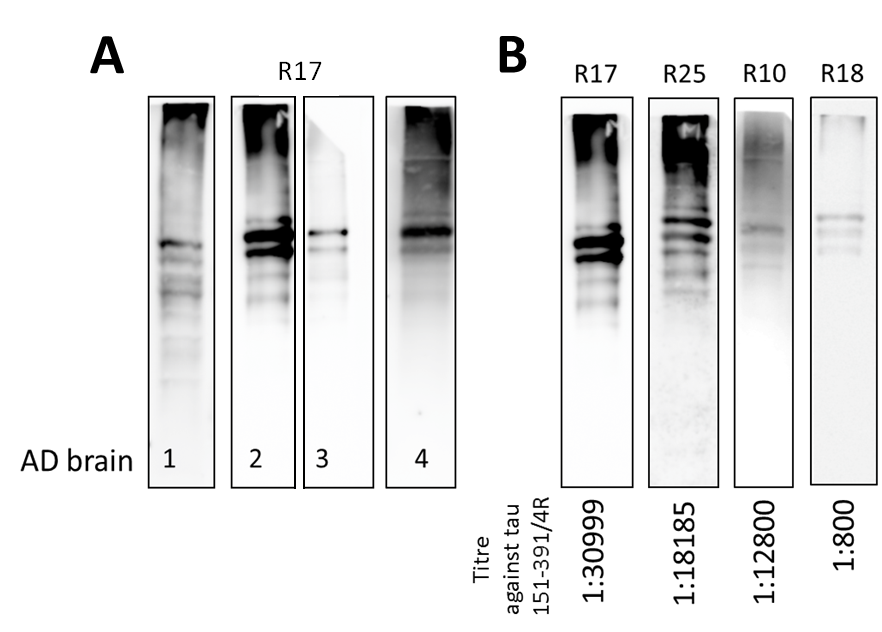 A
R17
AD brain 1 2 3 4
B
R17 R25 R10 R18
Titre
against tau
151-391/4R
1:30999 1:18185 1:12800 1:800